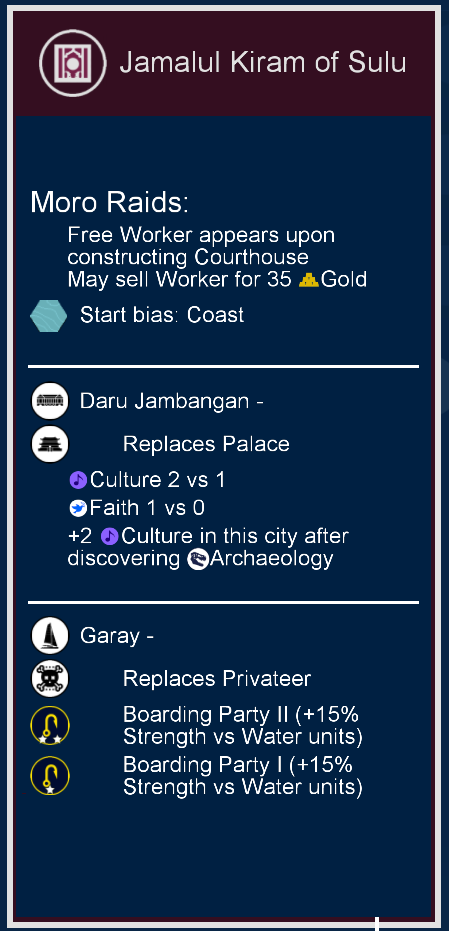 Jamalul Kiram of Sulu
Moro Raids:
Free Worker appears upon
constructing Courthouse
May sell Worker for 35 Gold
Start bias: Coast
Daru Jambangan -
Replaces Palace
Culture 2 vs 1
Faith 1 vs 0
+2 Culture in this city after
discovering Archaeology
Garay -
Replaces Privateer
Boarding Party II (+15%
Strength vs Water units)
Boarding Party I (+15%
Strength vs Water units)